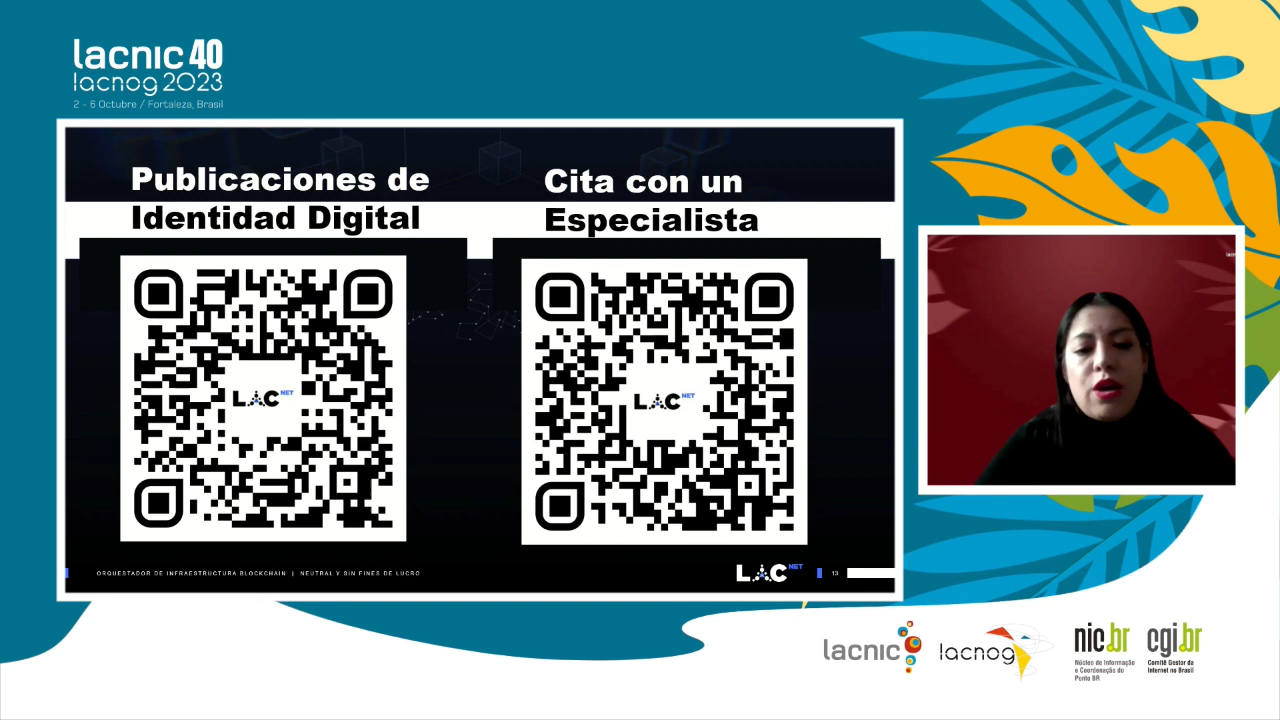 lacnic 40
lacnog 2023
2 - 6 Octubre / Fortaleza, Brasil
Publicaciones de
Identidad Digital
Cita con un
Especialista
LAC NET
LAC NET
ORQUESTADOR DE INFRAESTRUCTURA BLOCKCHAIN | NEUTRAL Y SIN FINES DE LUCRO
LAC NET
13
lacnic
lacnog
nic.br
Núcleo de Informação
e Coordenação do
Ponto BR
cgi.br
Comitê Gestor da
Internet no Brasil